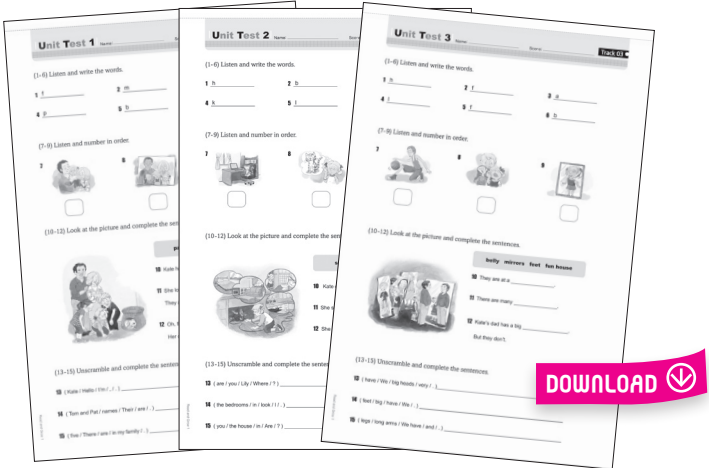 Unit Test 1 Name
(1-6) Listen and write the words.
1 f
2 m
4 p
5 b
(7-9) Listen and number in order.
7
8
(10-12) Look at the picture and complete the sen
10 Kate h
11 She
They
12 Oh,
Her
(13-15) Unscramble and complete the senten
13 ( Kate / Hello / I'm / , / . )
14 ( Tom and Pat / names / Their / are / . )
15 ( five / There / are / in my family / . )
Unit Test 2 Name Score
(1-6) Listen and write the words.
1 h
2 b
4 k
5 l
(7-9) Listen and number in order.
7
8
(10-12) Look at the picture and complete the sen
10 Kate
11 She
12 She
(13-15) Unscramble and complete the senten
13 ( are / you / Lily / Where / ? )
14 ( the bedrooms / in / look / I / . )
15 ( you / the house / in / Are / ? )
Unit Test 3 Name Score
Track 03
(1-6) Listen and write the words.
1 h
2 f
3 a
4 l
5 f
6 b
(7-9) Listen and number in order.
7
8
9
(10-12) Look at the picture and complete the sentences.
belly mirrors feet fun house
10 They are at a .
11 There are many .
12 Kate's dad has a big .
But they don't.
(13-15) Unscramble and complete the sentences.
13 ( have / We / big heads / very / . )
14 ( feet / big / have / We / . )
15 ( legs / long arms / We have / and / . )
DOWNLOAD